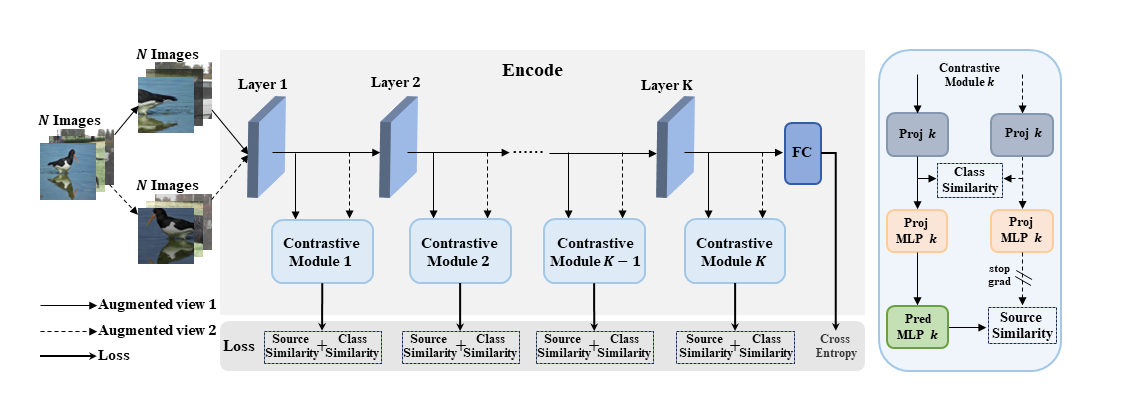 N Images
N Images
N Images
Encode
Layer 1
Layer 2
Layer K
......
FC
Contrastive
Module 1
Contrastive
Module 2
Contrastive
Module K − 1
Contrastive
Module K
Augmented view 1
Augmented view 2
Loss
Loss
Source
Similarity
+
Class
Similarity
Source
Similarity
+
Class
Similarity
Source
Similarity
+
Class
Similarity
Source
Similarity
+
Class
Similarity
Cross
Entropy
Contrastive
Module k
Proj k
Proj k
Class
Similarity
Proj
MLP k
Proj
MLP k
stop
grad
Pred
MLP k
Source
Similarity